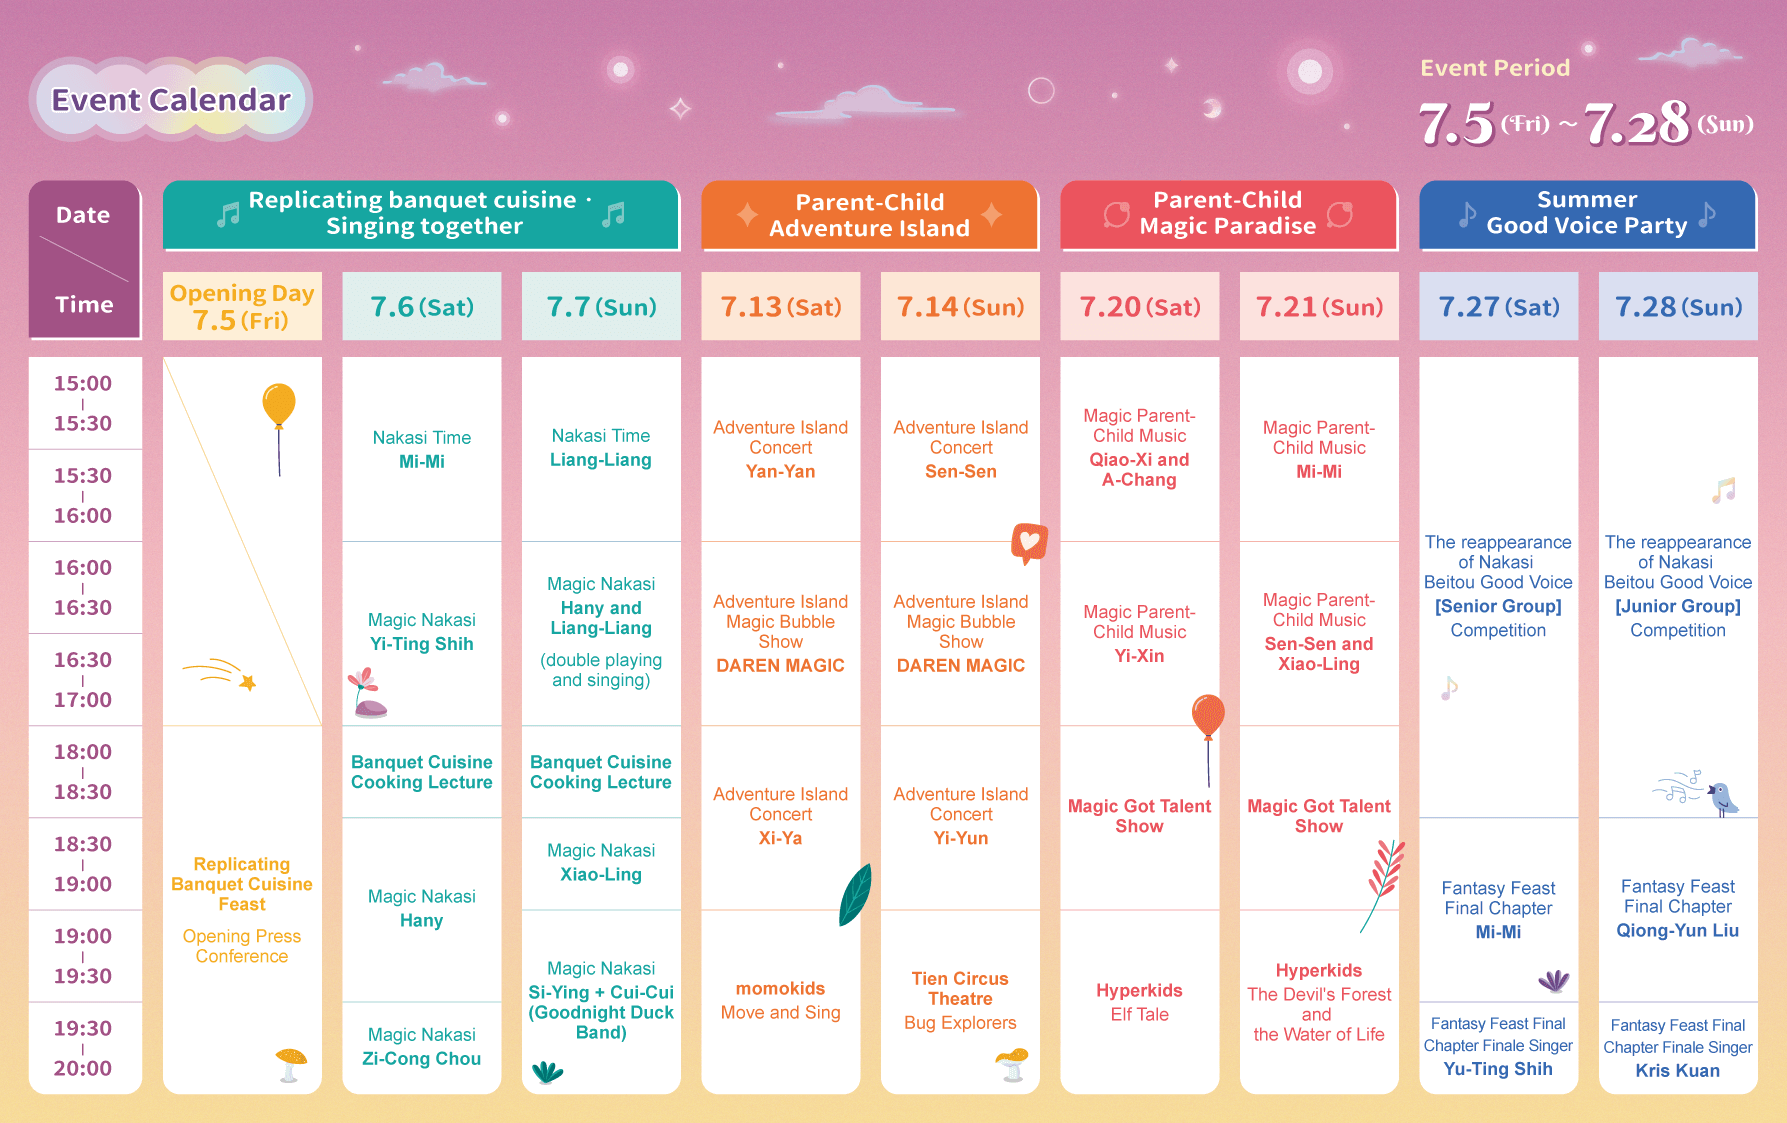 Event Calendar
Event Period
7.5 (Fri) ~ 7.28 (Sun)
Date
Time
Replicating banquet cuisine ·
Singing together
Parent-Child
Adventure Island
Parent-Child
Magic Paradise
Summer
Good Voice Party
Opening Day
7.5 (Fri)
7.6 (Sat)
7.7 (Sun)
7.13 (Sat)
7.14 (Sun)
7.20 (Sat)
7.21 (Sun)
7.27 (Sat)
7.28 (Sun)
15:00
|
15:30
15:30
|
16:00
16:00
|
16:30
16:30
|
17:00
18:00
|
18:30
18:30
|
19:00
19:00
|
19:30
19:30
|
20:00
Replicating
Banquet Cuisine
Feast
Opening Press
Conference
Nakasi Time
Mi-Mi
Magic Nakasi
Yi-Ting Shih
Banquet Cuisine
Cooking Lecture
Magic Nakasi
Hany
Magic Nakasi
Zi-Cong Chou
Nakasi Time
Liang-Liang
Magic Nakasi
Hany and
Liang-Liang
(double playing
and singing)
Banquet Cuisine
Cooking Lecture
Magic Nakasi
Xiao-Ling
Magic Nakasi
Si-Ying + Cui-Cui
(Goodnight Duck
Band)
Adventure Island
Concert
Yan-Yan
Adventure Island
Magic Bubble
Show
DAREN MAGIC
Adventure Island
Concert
Xi-Ya
momokids
Move and Sing
Adventure Island
Concert
Sen-Sen
Adventure Island
Magic Bubble
Show
DAREN MAGIC
Adventure Island
Concert
Yi-Yun
Tien Circus
Theatre
Bug Explorers
Magic Parent-
Child Music
Qiao-Xi and
A-Chang
Magic Parent-
Child Music
Yi-Xin
Magic Got Talent
Show
Hyperkids
Elf Tale
Magic Parent-
Child Music
Mi-Mi
Magic Parent-
Child Music
Sen-Sen and
Xiao-Ling
Magic Got Talent
Show
Hyperkids
The Devil's Forest
and
the Water of Life
The reappearance
of Nakasi
Beitou Good Voice
[Senior Group]
Competition
Fantasy Feast
Final Chapter
Mi-Mi
Fantasy Feast Final
Chapter Finale Singer
Yu-Ting Shih
The reappearance
of Nakasi
Beitou Good Voice
[Junior Group]
Competition
Fantasy Feast
Final Chapter
Qiong-Yun Liu
Fantasy Feast Final
Chapter Finale Singer
Kris Kuan